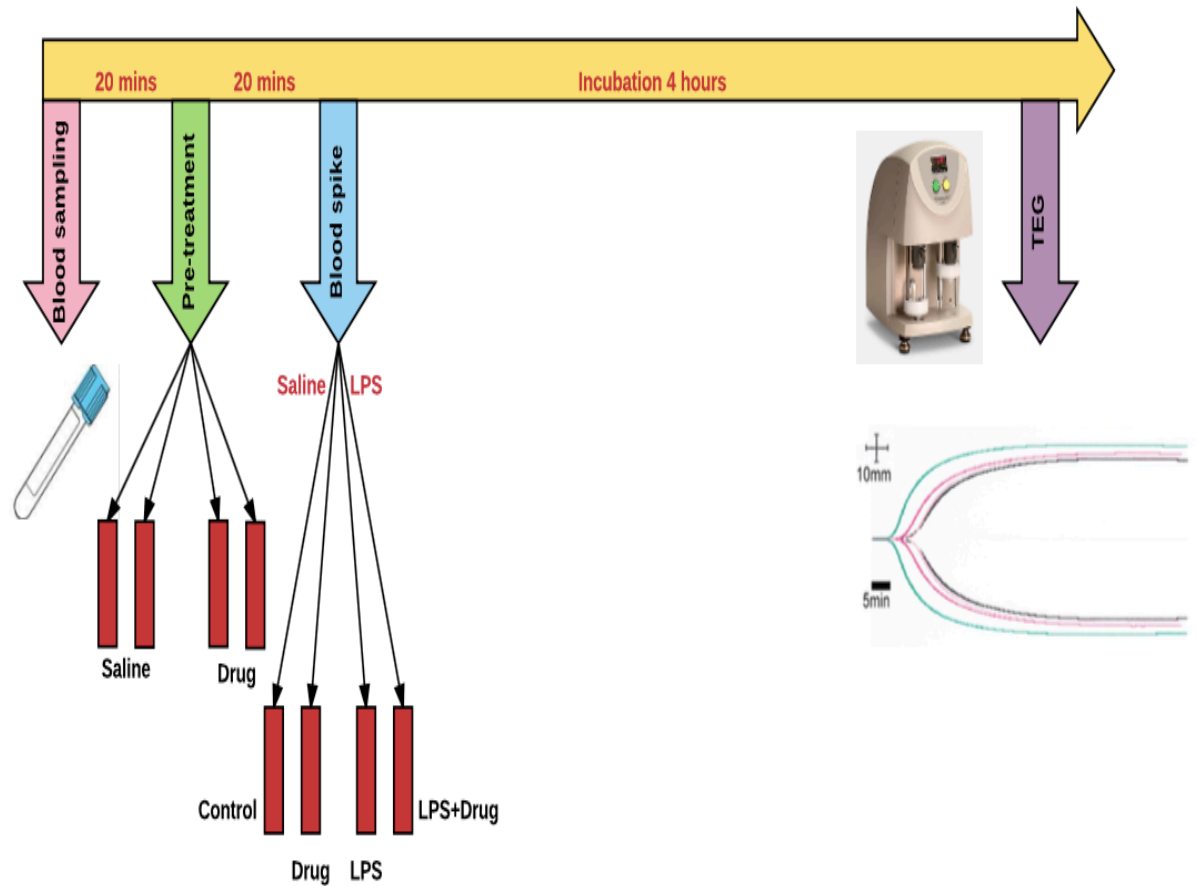 20 mins
20 mins
Incubation 4 hours
Blood sampling
Pre-treatment
Blood spike
TEG
Saline
LPS
10mm
5min
Saline
Drug
Control
LPS+Drug
Drug
LPS